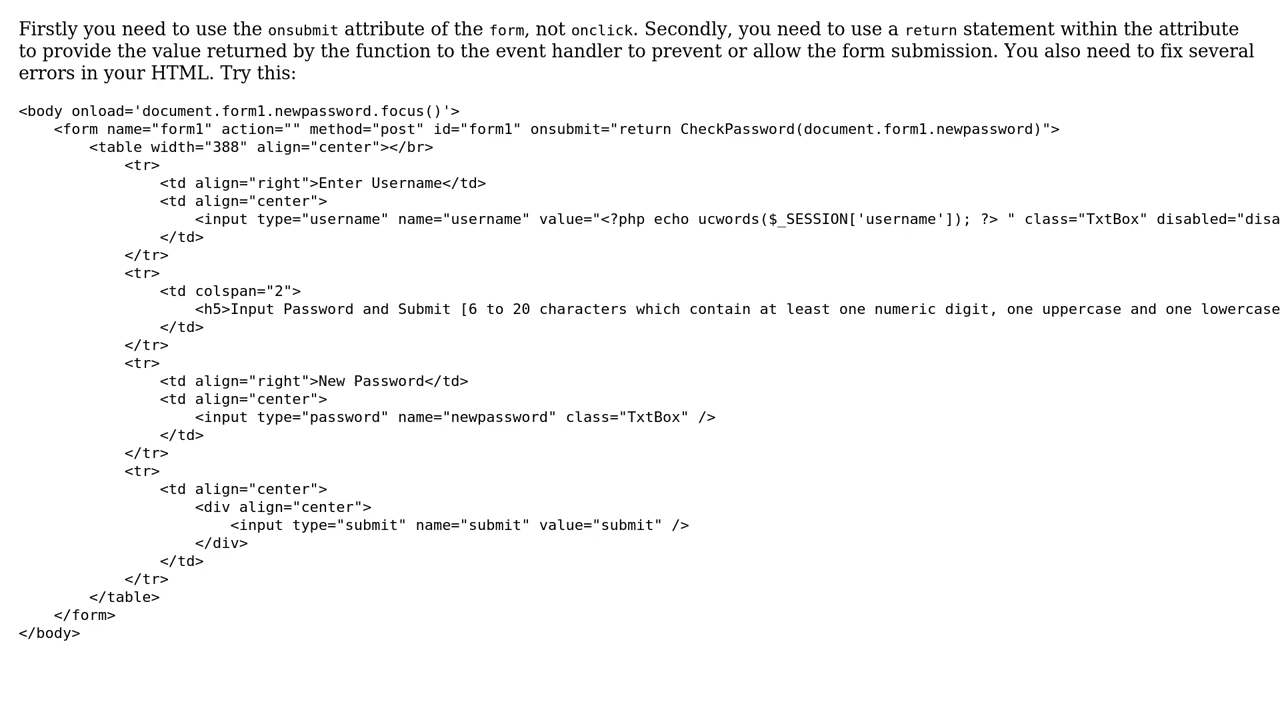 Firstly you need to use the onsubmit attribute of the form, not onclick. Secondly, you need to use a return statement within the attribute
to provide the value returned by the function to the event handler to prevent or allow the form submission. You also need to fix several
errors in your HTML. Try this:
<body onload='document.form1.newpassword.focus()'>
    <form name="form1" action="" method="post" id="form1" onsubmit="return CheckPassword(document.form1.newpassword)">
        <table width="388" align="center"></br>
            <tr>
                <td align="right">Enter Username</td>
                <td align="center">
                    <input type="username" name="username" value="<?php echo ucwords($_SESSION['username']); ?> " class="TxtBox" disabled="disa
                </td>
            </tr>
            <tr>
                <td colspan="2">
                    <h5>Input Password and Submit [6 to 20 characters which contain at least one numeric digit, one uppercase and one lowercase
                </td>
            </tr>
            <tr>
                <td align="right">New Password</td>
                <td align="center">
                    <input type="password" name="newpassword" class="TxtBox" />
                </td>
            </tr>
            <tr>
                <td align="center">
                    <div align="center">
                        <input type="submit" name="submit" value="submit" />
                    </div>
                </td>
            </tr>
        </table>
    </form>
</body>